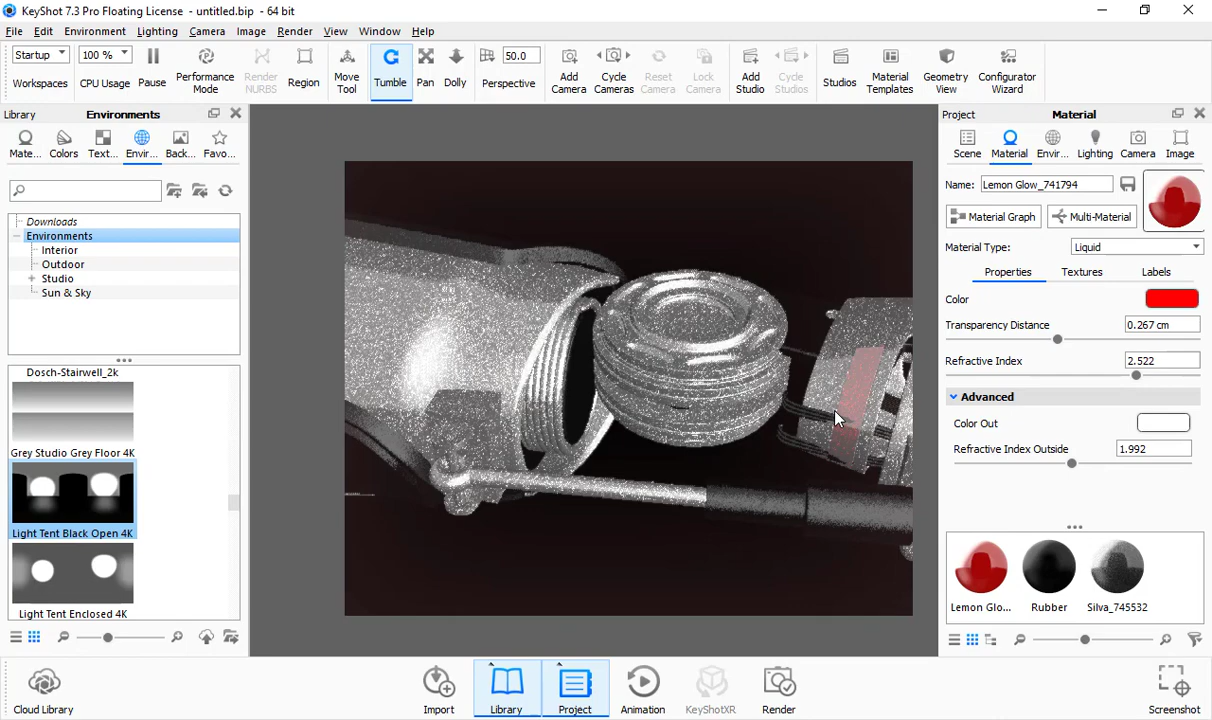 KeyShot 7.3 Pro Floating License - untitled.bip - 64 bit
File Edit Environment Lighting Camera Image Render View Window Help
Startup 100 % 50.0
Workspaces CPU Usage Pause Performance Mode Render NURBS Region Move Tool Tumble Pan Dolly Perspective Add Camera Cycle Cameras Reset Camera Lock Camera Add Studio Cycle Studios Studios Material Templates Geometry View Configurator Wizard
Library Environments
Mate... Colors Text... Envir... Back... Favo...
Downloads
Environments
Interior
Outdoor
Studio
Sun & Sky
Dosch-Stairwell_2k
Grey Studio Grey Floor 4K
Light Tent Black Open 4K
Light Tent Enclosed 4K
Project Material
Scene Material Envir... Lighting Camera Image
Name: Lemon Glow_741794
Material Graph Multi-Material
Material Type: Liquid
Properties Textures Labels
Color
Transparency Distance 0.267 cm
Refractive Index 2.522
Advanced
Color Out
Refractive Index Outside 1.992
Lemon Glo... Rubber Silva_745532
Cloud Library Import Library Project Animation KeyShotXR Render Screenshot